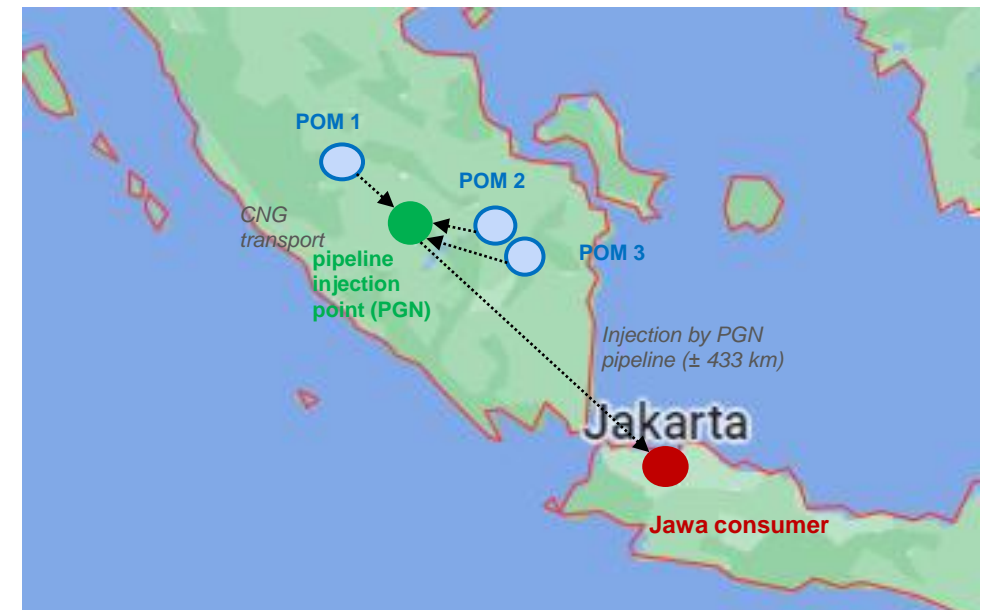 POM 1
POM 2
CNG
transport
POM 3
pipeline
injection
point (PGN)
Injection by PGN
pipeline (± 433 km)
Jakarta
Jawa consumer